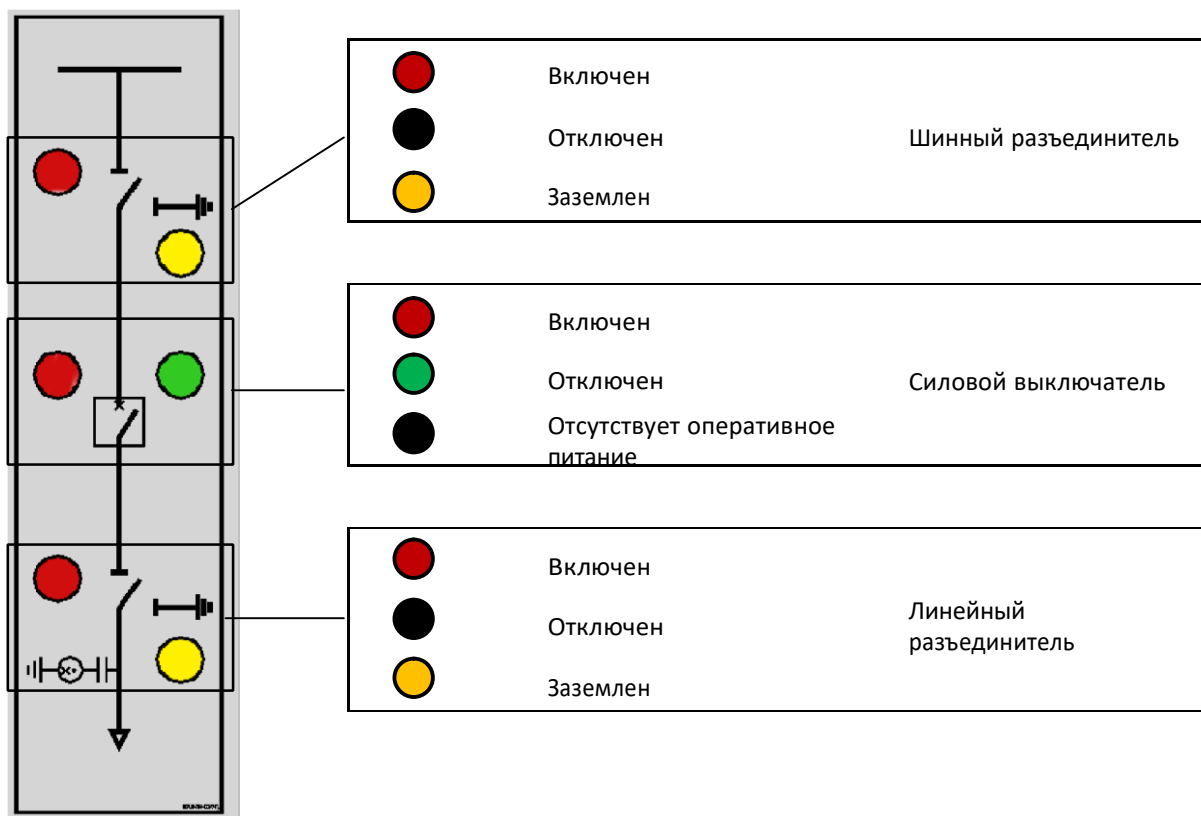 Включен
Отключен
Шинный разъединитель
Заземлен
Включен
Отключен
Силовой выключатель
Отсутствует оперативное
питание
Включен
Отключен
Линейный
разъединитель
Заземлен